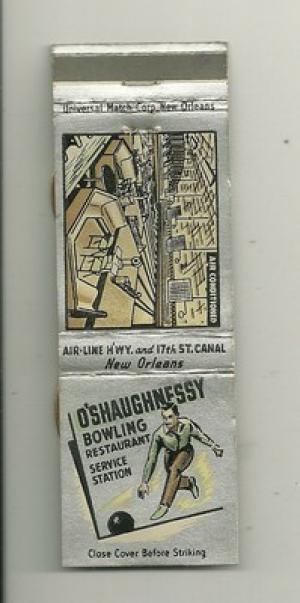 Universal Match Corp. New Orleans
AIR CONDITIONED
AIR-LINE H'WY. and 17th ST. CANAL
New Orleans
O'SHAUGHNESSY
BOWLING
RESTAURANT
SERVICE
STATION
Close Cover Before Striking